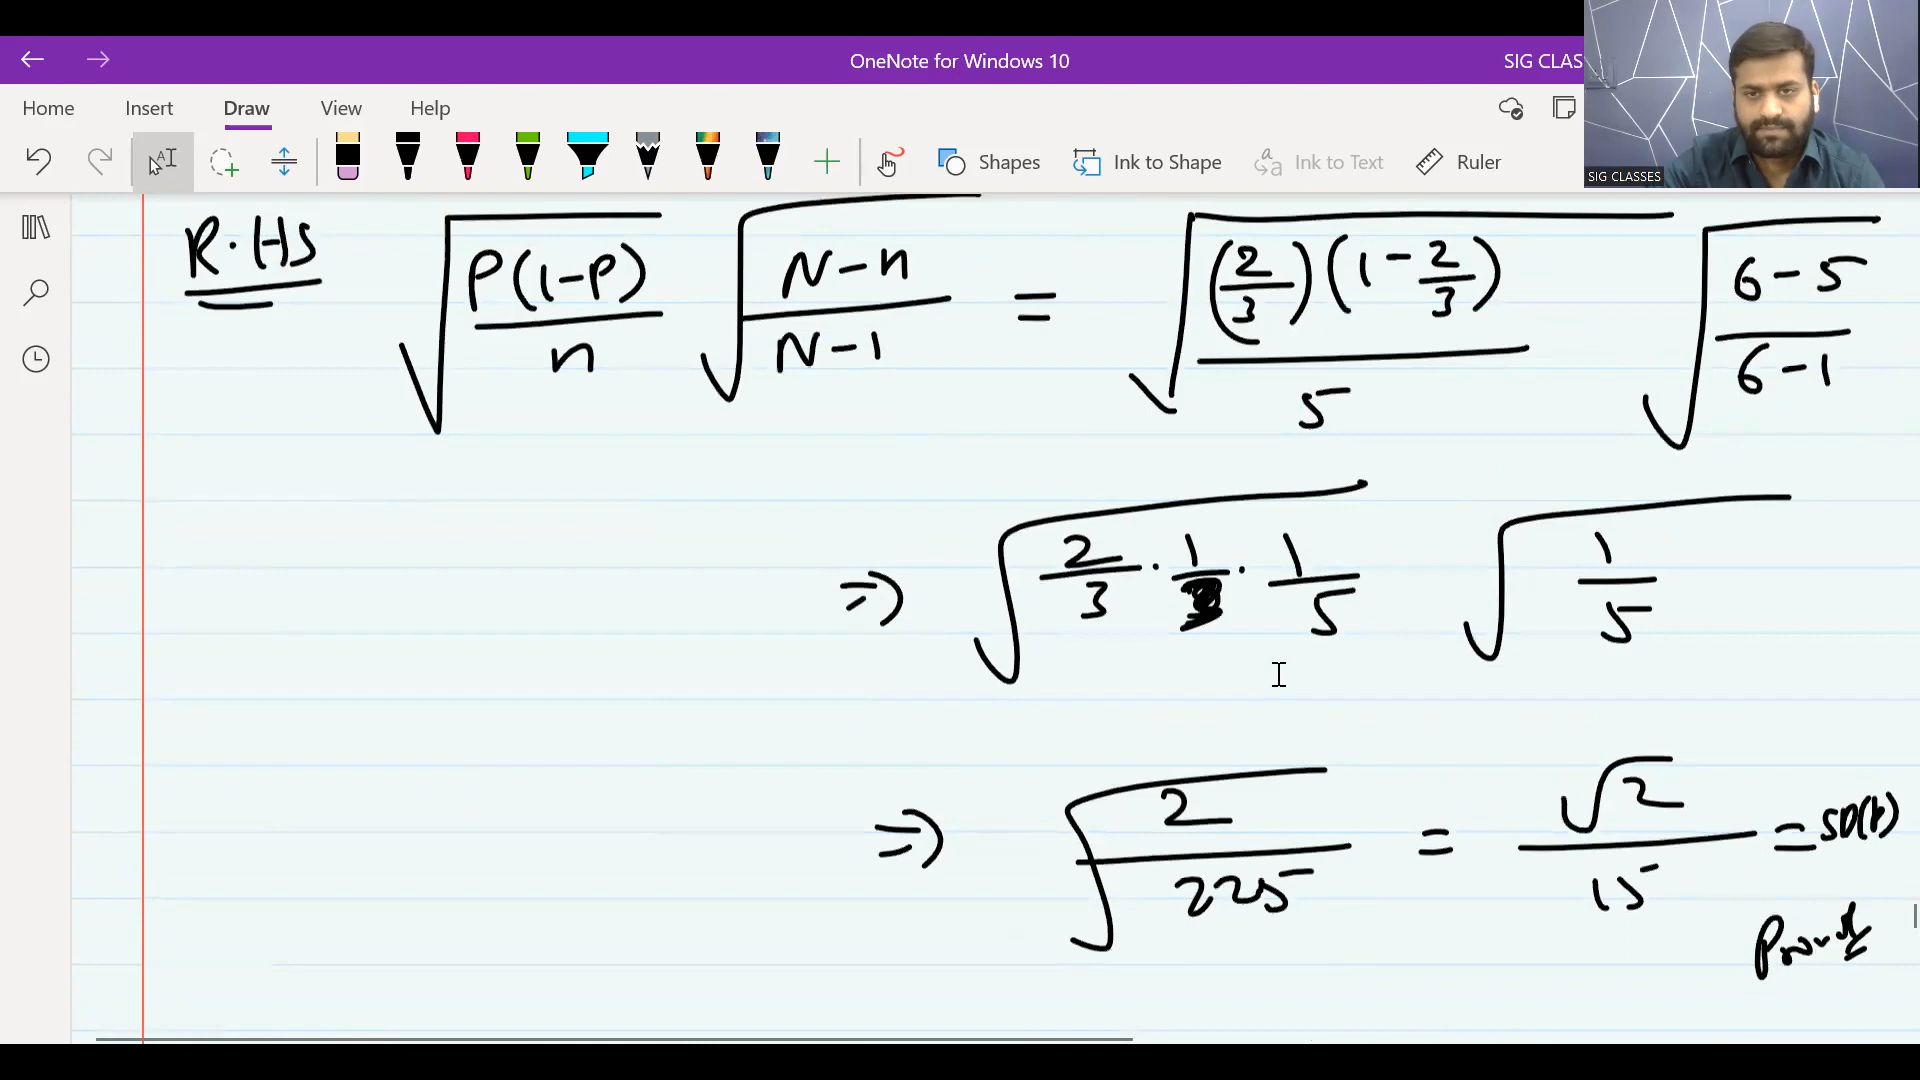 OneNote for Windows 10
SIG CLAS
Home Insert Draw View Help
Shapes Ink to Shape Ink to Text Ruler
SIG CLASSES
R.HS √(P(1-P)/n) √(N-n/N-1) = √((2/3)(1-2/3)/5) √(6-5/6-1)
=> √(2/3 · 1/3 · 1/5) √(1/5)
=> √(2/225) = √2/15 = SD(p)